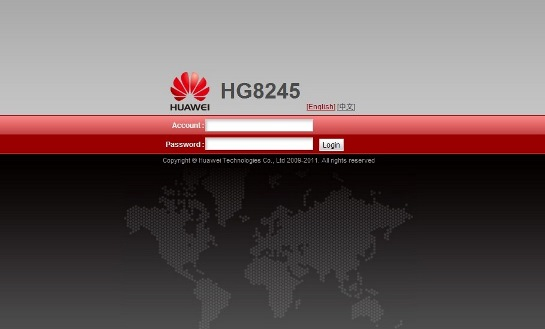 HUAWEI
HG8245
[English] [中文]
Account :
Password :
Login
Copyright © Huawei Technologies Co., Ltd 2009-2011. All rights reserved